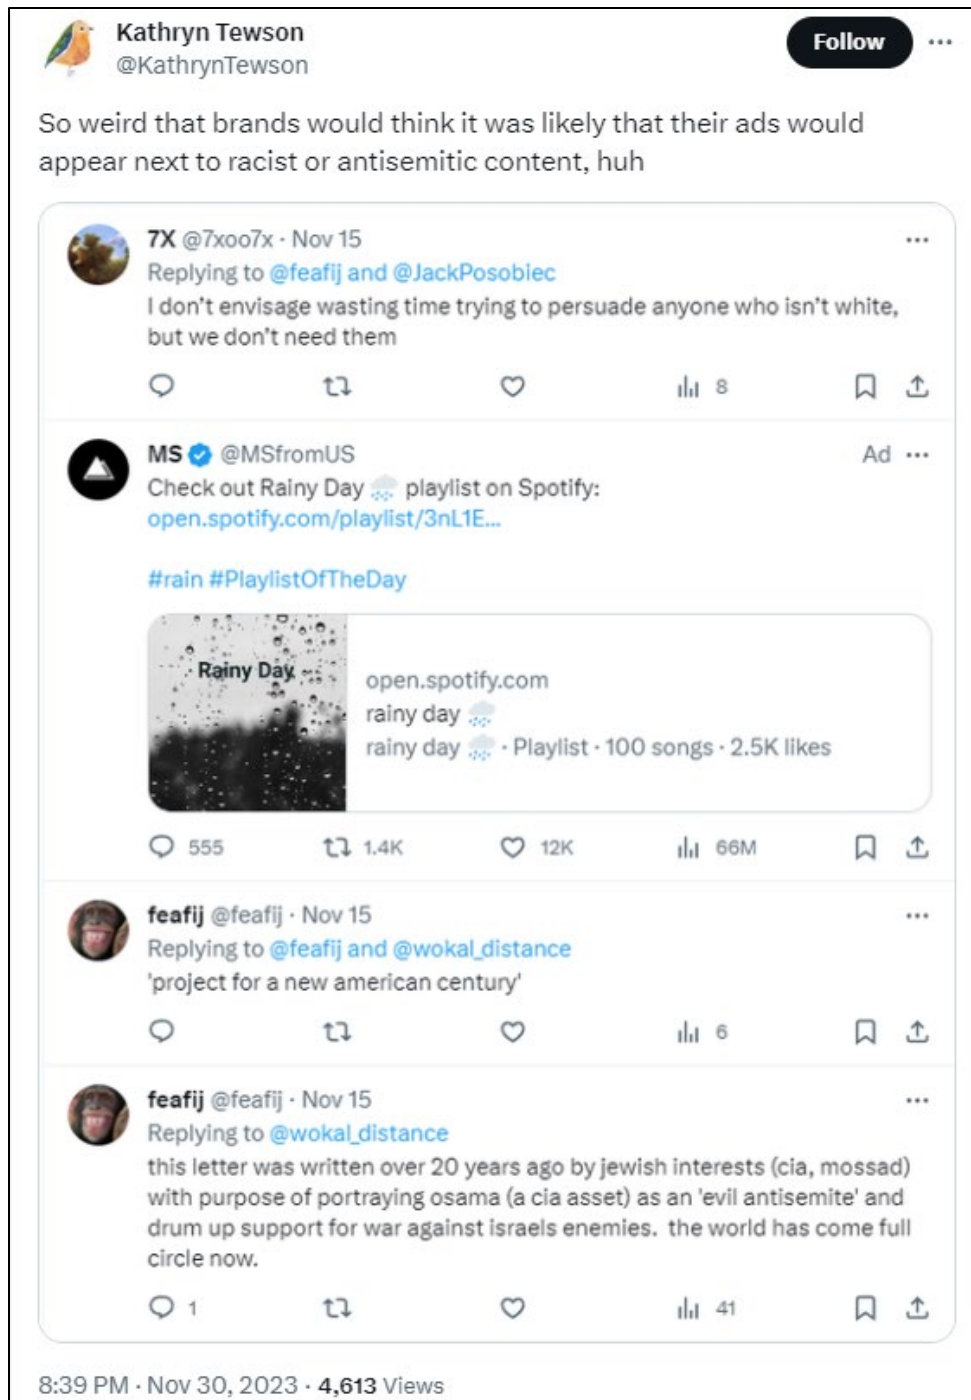 Kathryn Tewson
@KathrynTewson
Follow
So weird that brands would think it was likely that their ads would
appear next to racist or antisemitic content, huh
7X @7xoo7x · Nov 15
Replying to @feafij and @JackPosobiec
I don't envisage wasting time trying to persuade anyone who isn't white,
but we don't need them
8
MS @MSfromUS
Ad
Check out Rainy Day 🌧️ playlist on Spotify:
open.spotify.com/playlist/3nL1E...
#rain #PlaylistOfTheDay
Rainy Day
open.spotify.com
rainy day 🌧️
rainy day 🌧️ · Playlist · 100 songs · 2.5K likes
555 1.4K 12K 66M
feafij @feafij · Nov 15
Replying to @feafij and @wokal_distance
'project for a new american century'
6
feafij @feafij · Nov 15
Replying to @wokal_distance
this letter was written over 20 years ago by jewish interests (cia, mossad)
with purpose of portraying osama (a cia asset) as an 'evil antisemite' and
drum up support for war against israels enemies.  the world has come full
circle now.
1 41
8:39 PM · Nov 30, 2023 · 4,613 Views